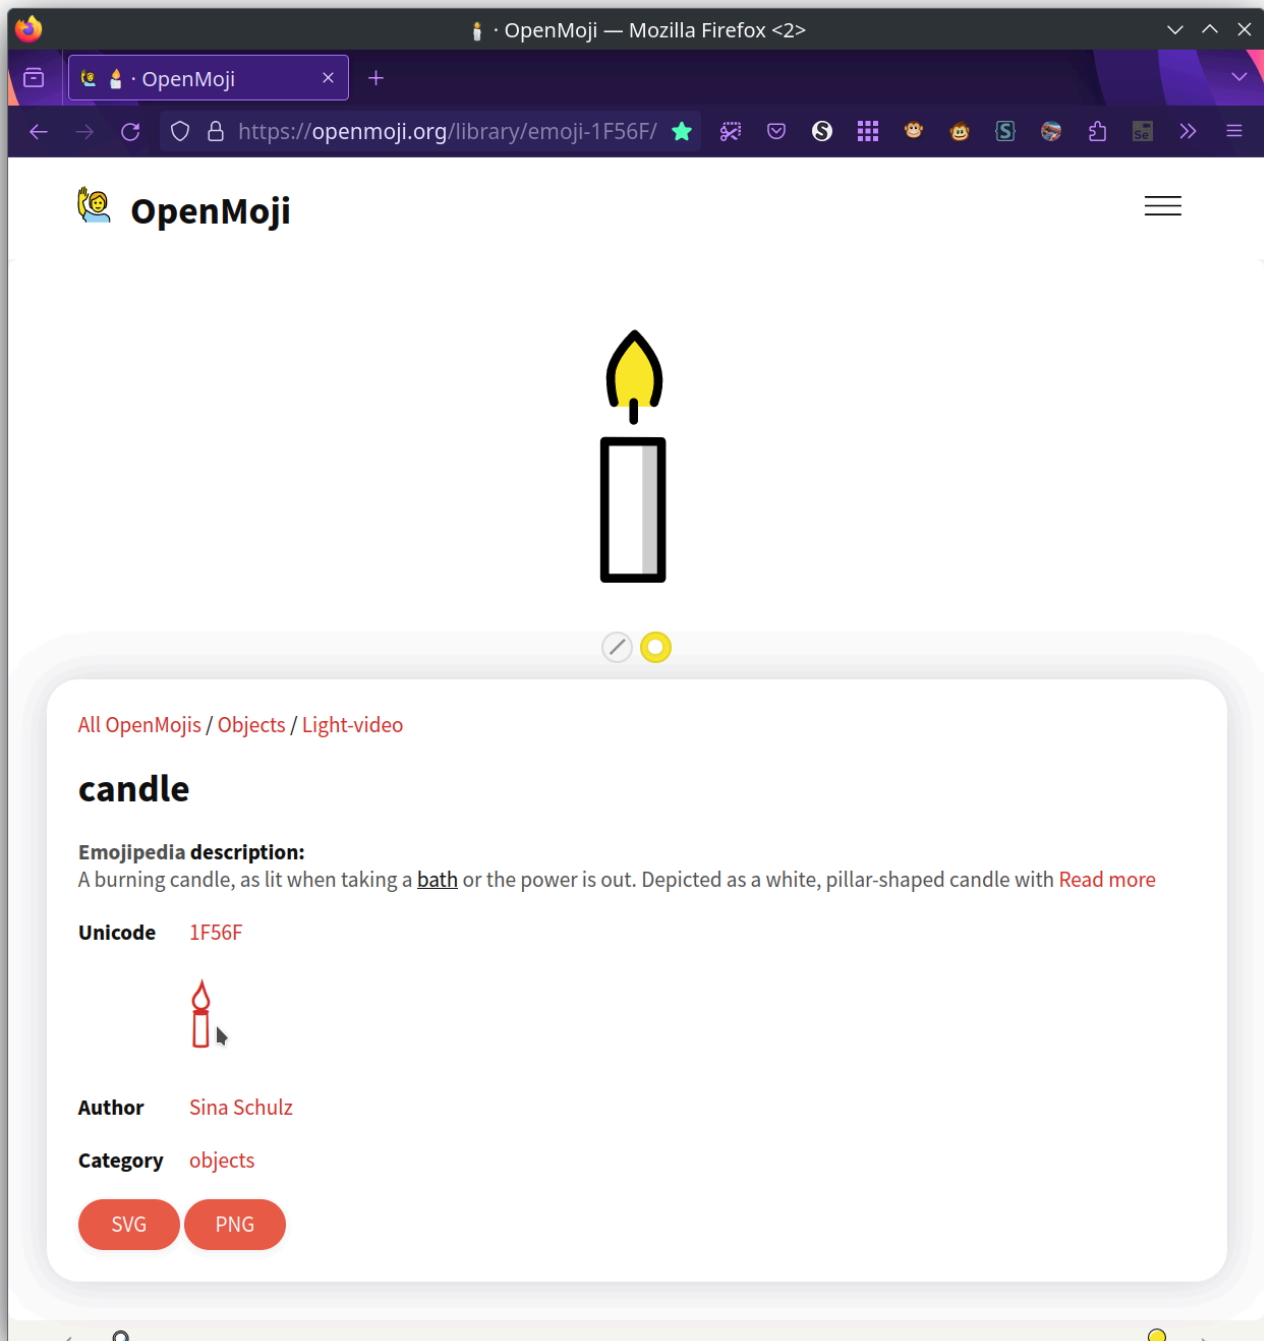 · OpenMoji — Mozilla Firefox <2>
· OpenMoji
https://openmoji.org/library/emoji-1F56F/
OpenMoji
All OpenMojis / Objects / Light-video
candle
Emojipedia description:
A burning candle, as lit when taking a bath or the power is out. Depicted as a white, pillar-shaped candle with Read more
Unicode 1F56F
Author Sina Schulz
Category objects
SVG PNG